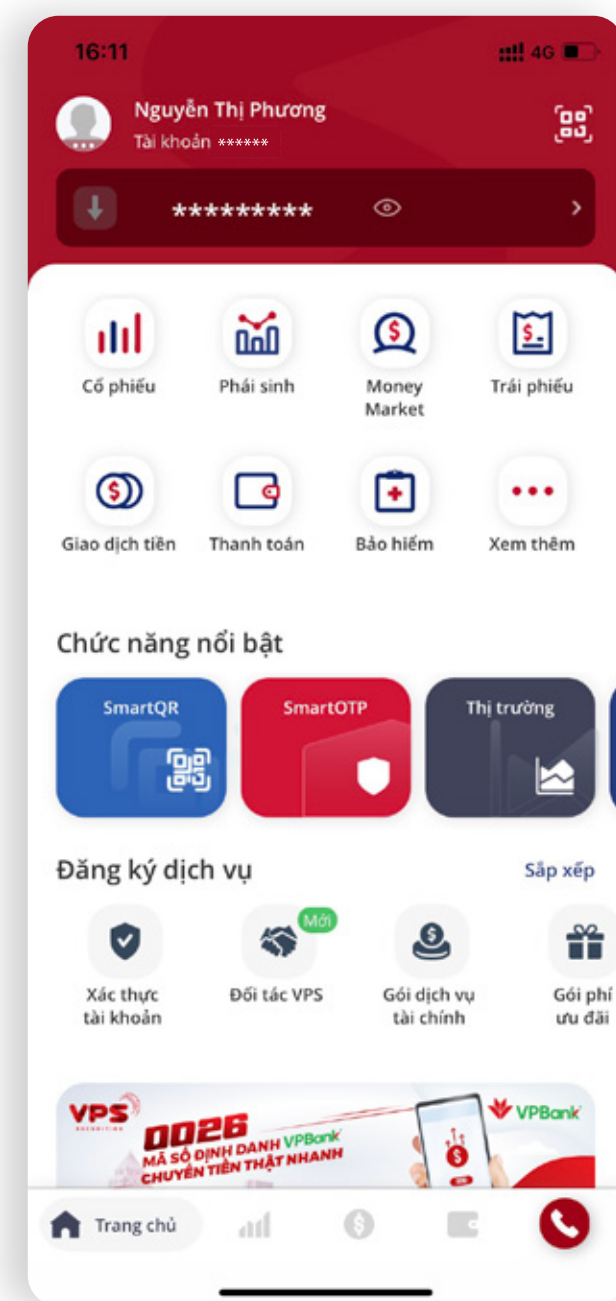 16:11
4G
Nguyễn Thị Phương
Tài khoản ******
*********
Cổ phiếu
Phái sinh
Money
Market
Trái phiếu
Giao dịch tiền
Thanh toán
Bảo hiểm
Xem thêm
Chức năng nổi bật
SmartQR
SmartOTP
Thị trường
Đăng ký dịch vụ
Sắp xếp
Mới
Xác thực
tài khoản
Đối tác VPS
Gói dịch vụ
tài chính
Gói phí
ưu đãi
VPS
SECURITIES
0026
MÃ SỐ ĐỊNH DANH VPBank
CHUYỂN TIỀN THẬT NHANH
VPBank
Trang chủ